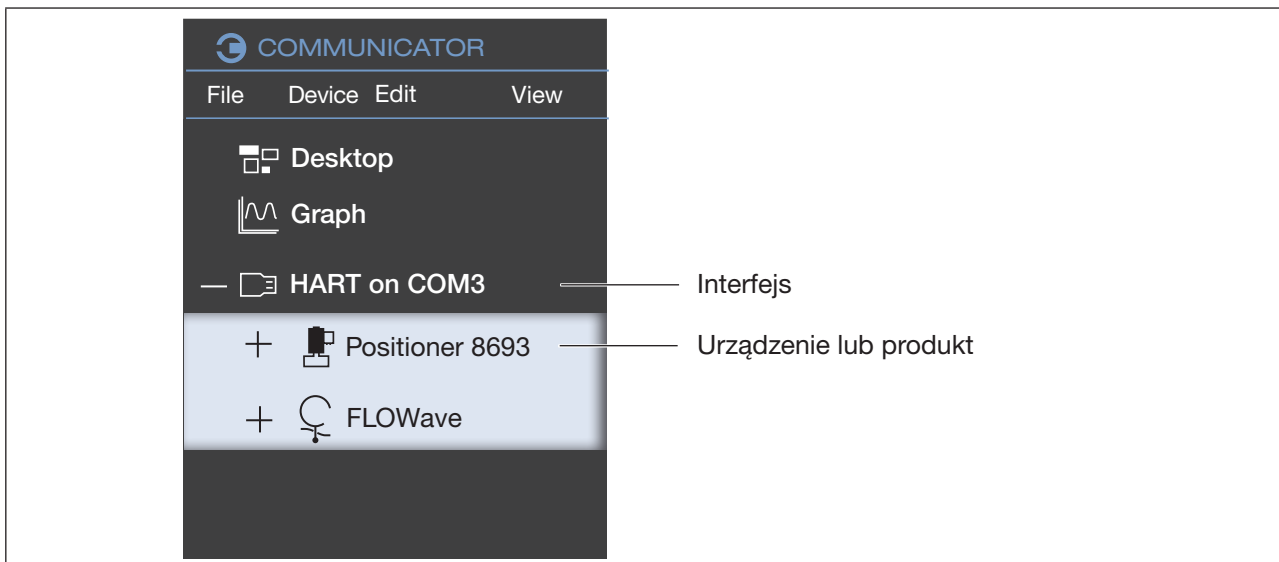 COMMUNICATOR
File Device Edit View
Desktop
Graph
HART on COM3 Interfejs
Positioner 8693 Urządzenie lub produkt
FLOWave